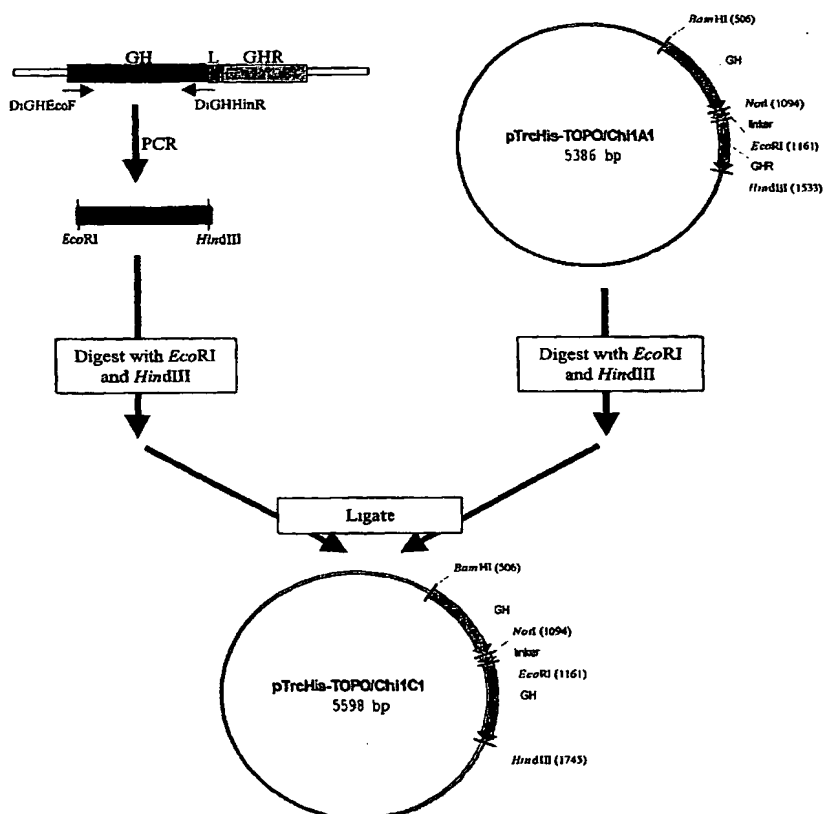 GH L GHR
DiGHEcoF
DiGHHinR
PCR
EcoRI
HindIII
Digest with EcoRI
and HindIII
BamHI (506)
GH
NotI (1094)
linker
EcoRI (1161)
GHR
HindIII (1533)
pTrcHis-TOPO/Chi1A1
5386 bp
Digest with EcoRI
and HindIII
Ligate
BamHI (506)
GH
NotI (1094)
linker
EcoRI (1161)
GH
HindIII (1745)
pTrcHis-TOPO/Chi1C1
5598 bp